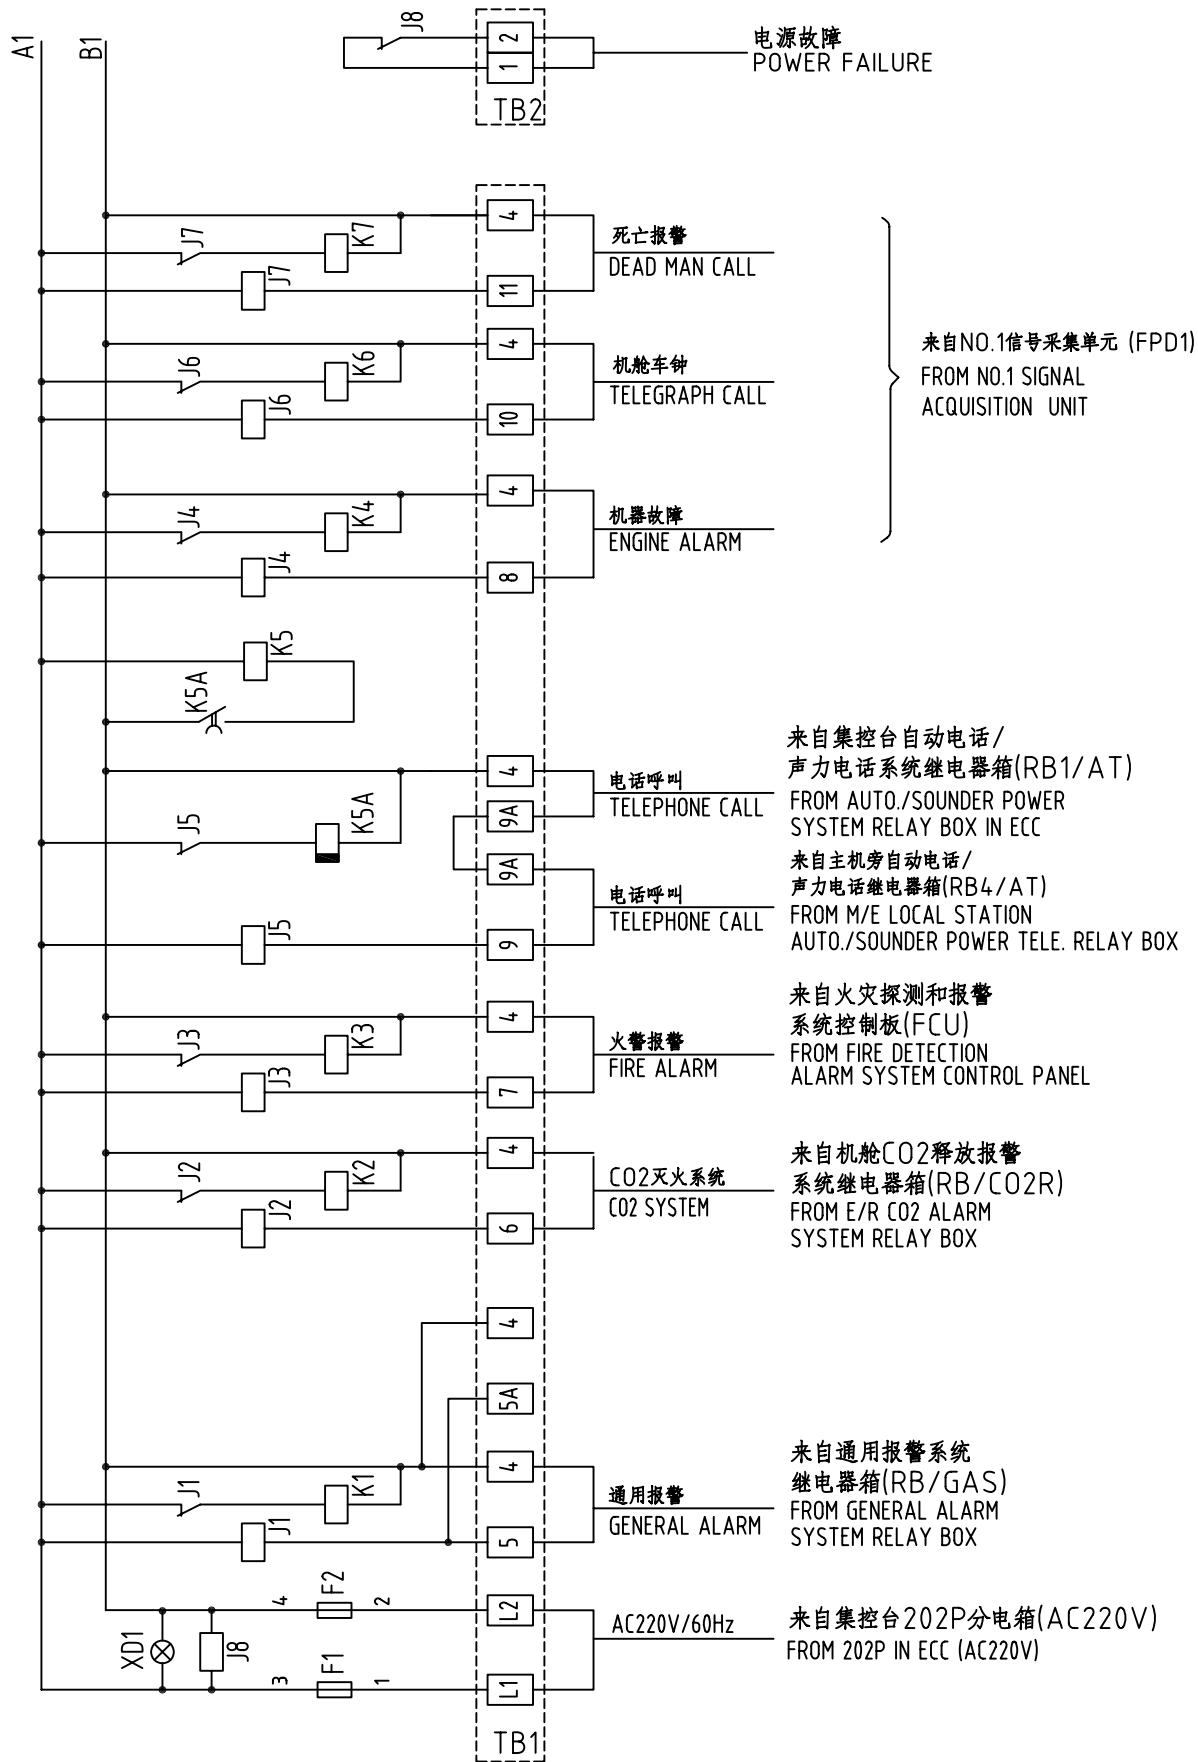 A1
B1
J8
2
1
TB2
电源故障
POWER FAILURE
4
J7
K7
死亡报警
DEAD MAN CALL
J7
11
4
J6
K6
机舱车钟
TELEGRAPH CALL
J6
10
来自NO.1信号采集单元 (FPD1)
FROM NO.1 SIGNAL
ACQUISITION UNIT
4
J4
K4
机器故障
ENGINE ALARM
J4
8
K5
K5A
4
J5
K5A
9A
电话呼叫
TELEPHONE CALL
来自集控台自动电话/
声力电话系统继电器箱(RB1/AT)
FROM AUTO./SOUNDER POWER
SYSTEM RELAY BOX IN ECC
9A
J5
9
电话呼叫
TELEPHONE CALL
来自主机旁自动电话/
声力电话继电器箱(RB4/AT)
FROM M/E LOCAL STATION
AUTO./SOUNDER POWER TELE. RELAY BOX
4
J3
K3
J3
7
火警报警
FIRE ALARM
来自火灾探测和报警
系统控制板(FCU)
FROM FIRE DETECTION
ALARM SYSTEM CONTROL PANEL
4
J2
K2
J2
6
CO2灭火系统
CO2 SYSTEM
来自机舱CO2释放报警
系统继电器箱(RB/CO2R)
FROM E/R CO2 ALARM
SYSTEM RELAY BOX
4
5A
4
J1
K1
J1
5
通用报警
GENERAL ALARM
来自通用报警系统
继电器箱(RB/GAS)
FROM GENERAL ALARM
SYSTEM RELAY BOX
4
F2
2
L2
XD1
J8
3
F1
1
L1
AC220V/60Hz
来自集控台202P分电箱(AC220V)
FROM 202P IN ECC (AC220V)
TB1